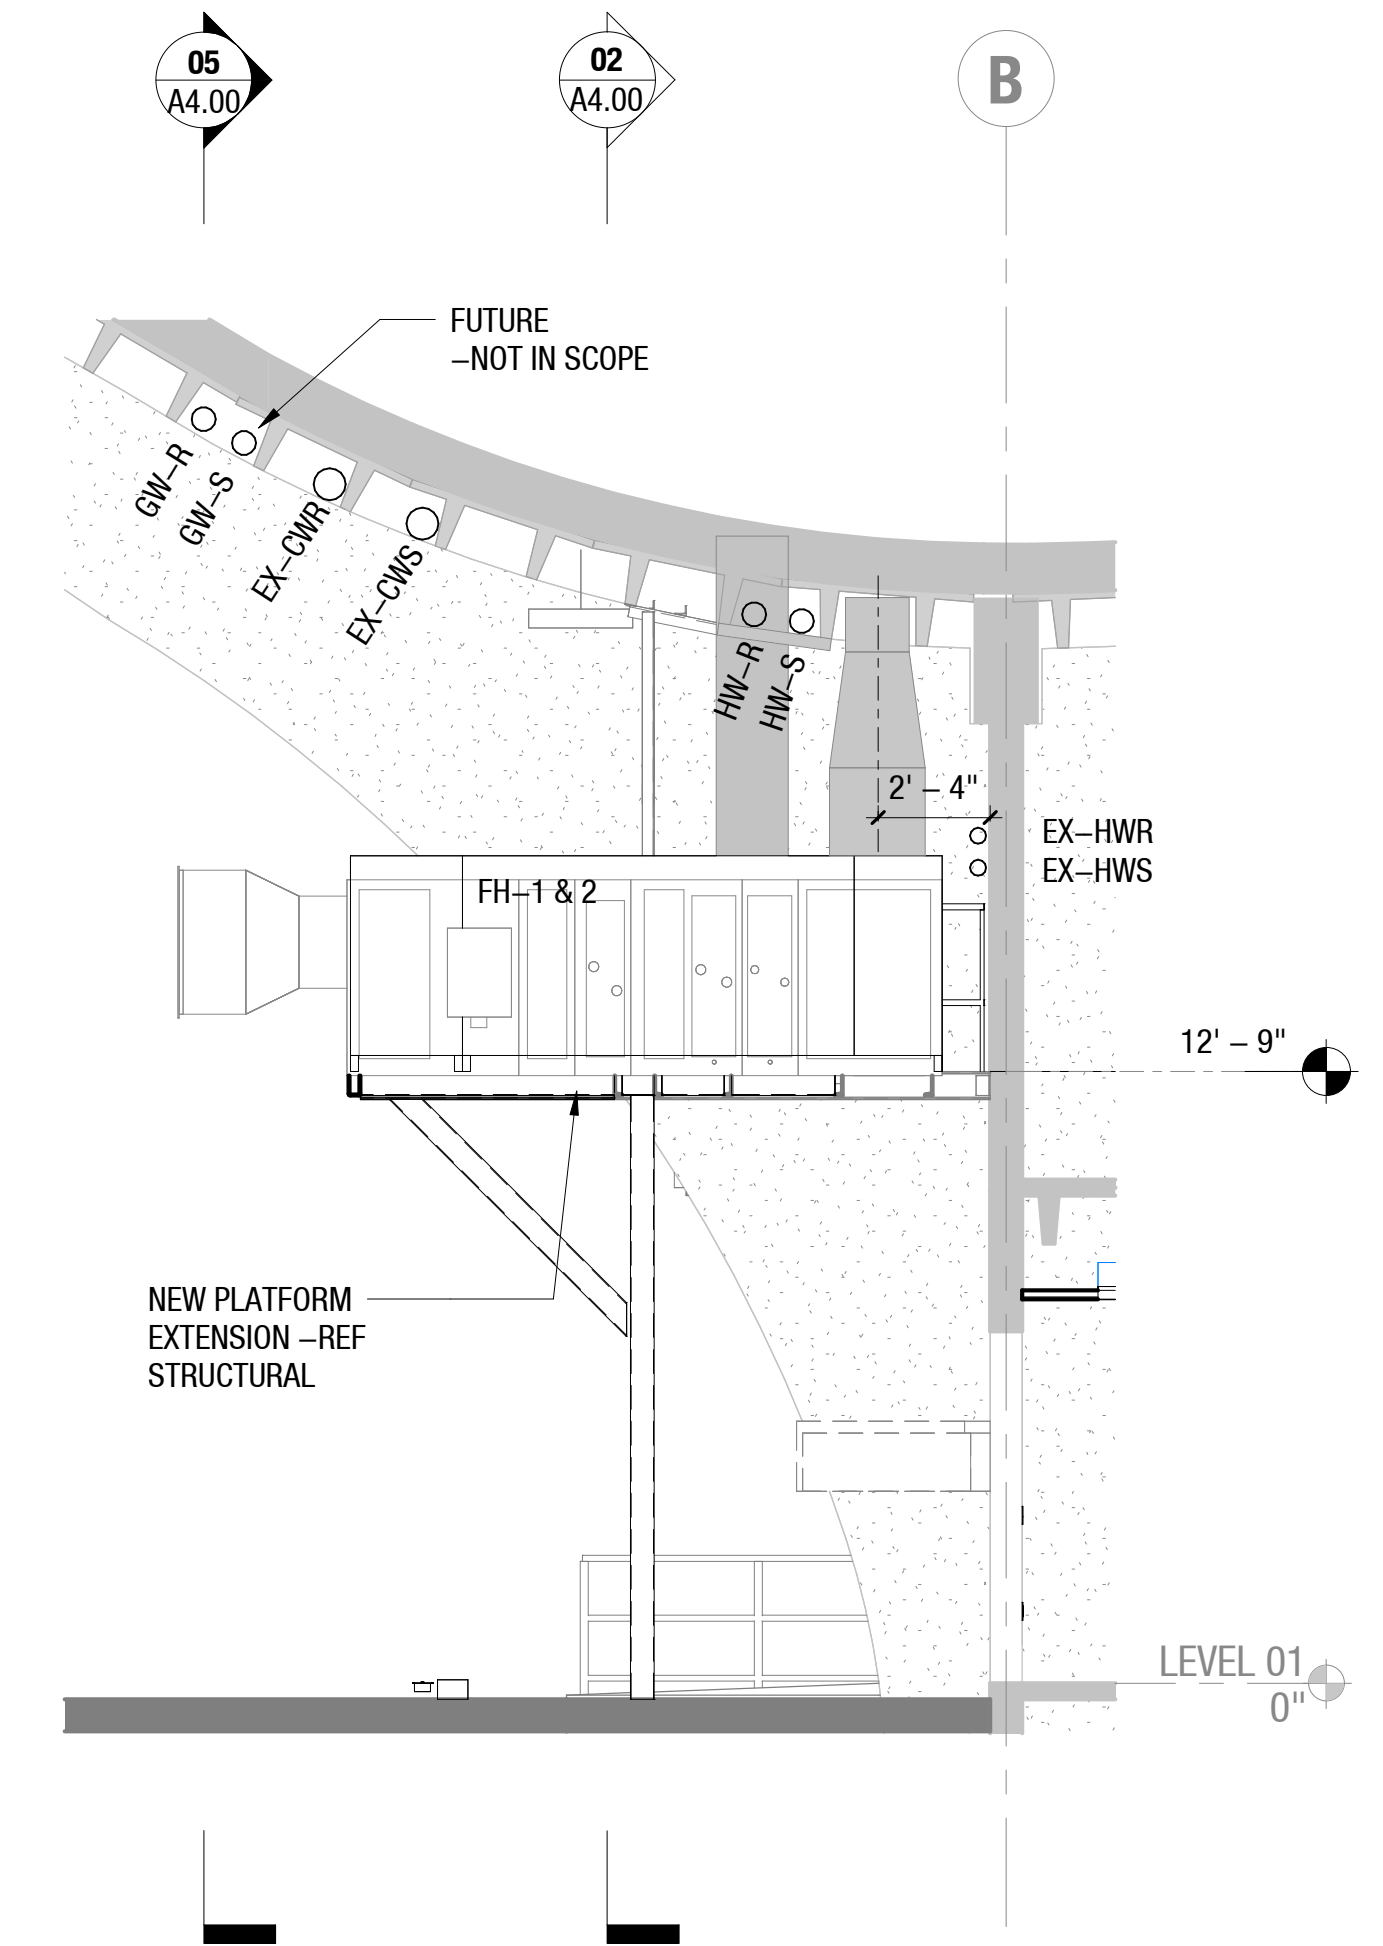 05
A4.00
02
A4.00
B
FUTURE
–NOT IN SCOPE
GW–R
GW–S
EX–CWR
EX–CWS
HW–R
HW–S
2' – 4"
EX–HWR
EX–HWS
FH–1 & 2
12' – 9"
NEW PLATFORM
EXTENSION –REF
STRUCTURAL
LEVEL 01
0"